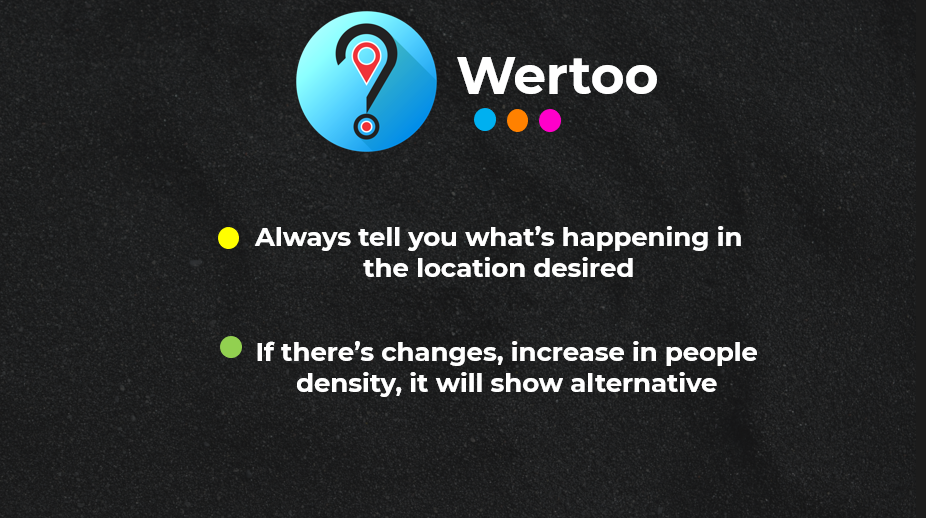 Wertoo
Always tell you what’s happening in
the location desired
If there’s changes, increase in people
density, it will show alternative